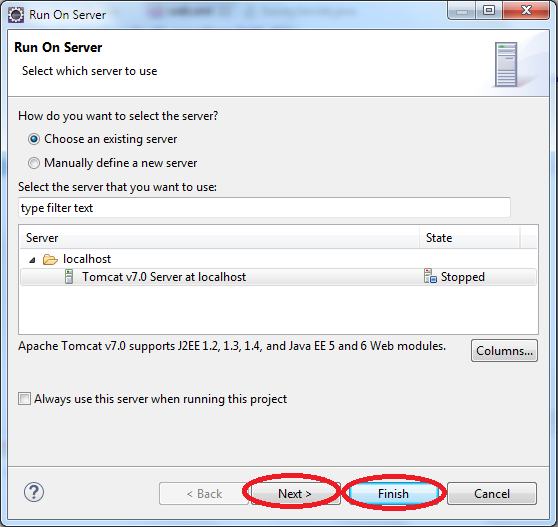 Run On Server
Run On Server
Select which server to use
How do you want to select the server?
Choose an existing server
Manually define a new server
Select the server that you want to use:
type filter text
Server State
localhost
Tomcat v7.0 Server at localhost Stopped
Apache Tomcat v7.0 supports J2EE 1.2, 1.3, 1.4, and Java EE 5 and 6 Web modules.
Columns...
Always use this server when running this project
? < Back Next > Finish Cancel